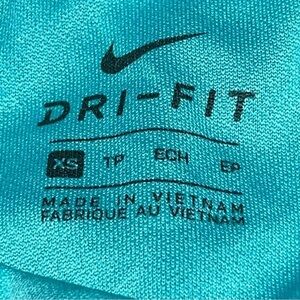 DRI-FIT
XS TP ECH EP
MADE IN VIETNAM
FABRIQUÉ AU VIETNAM